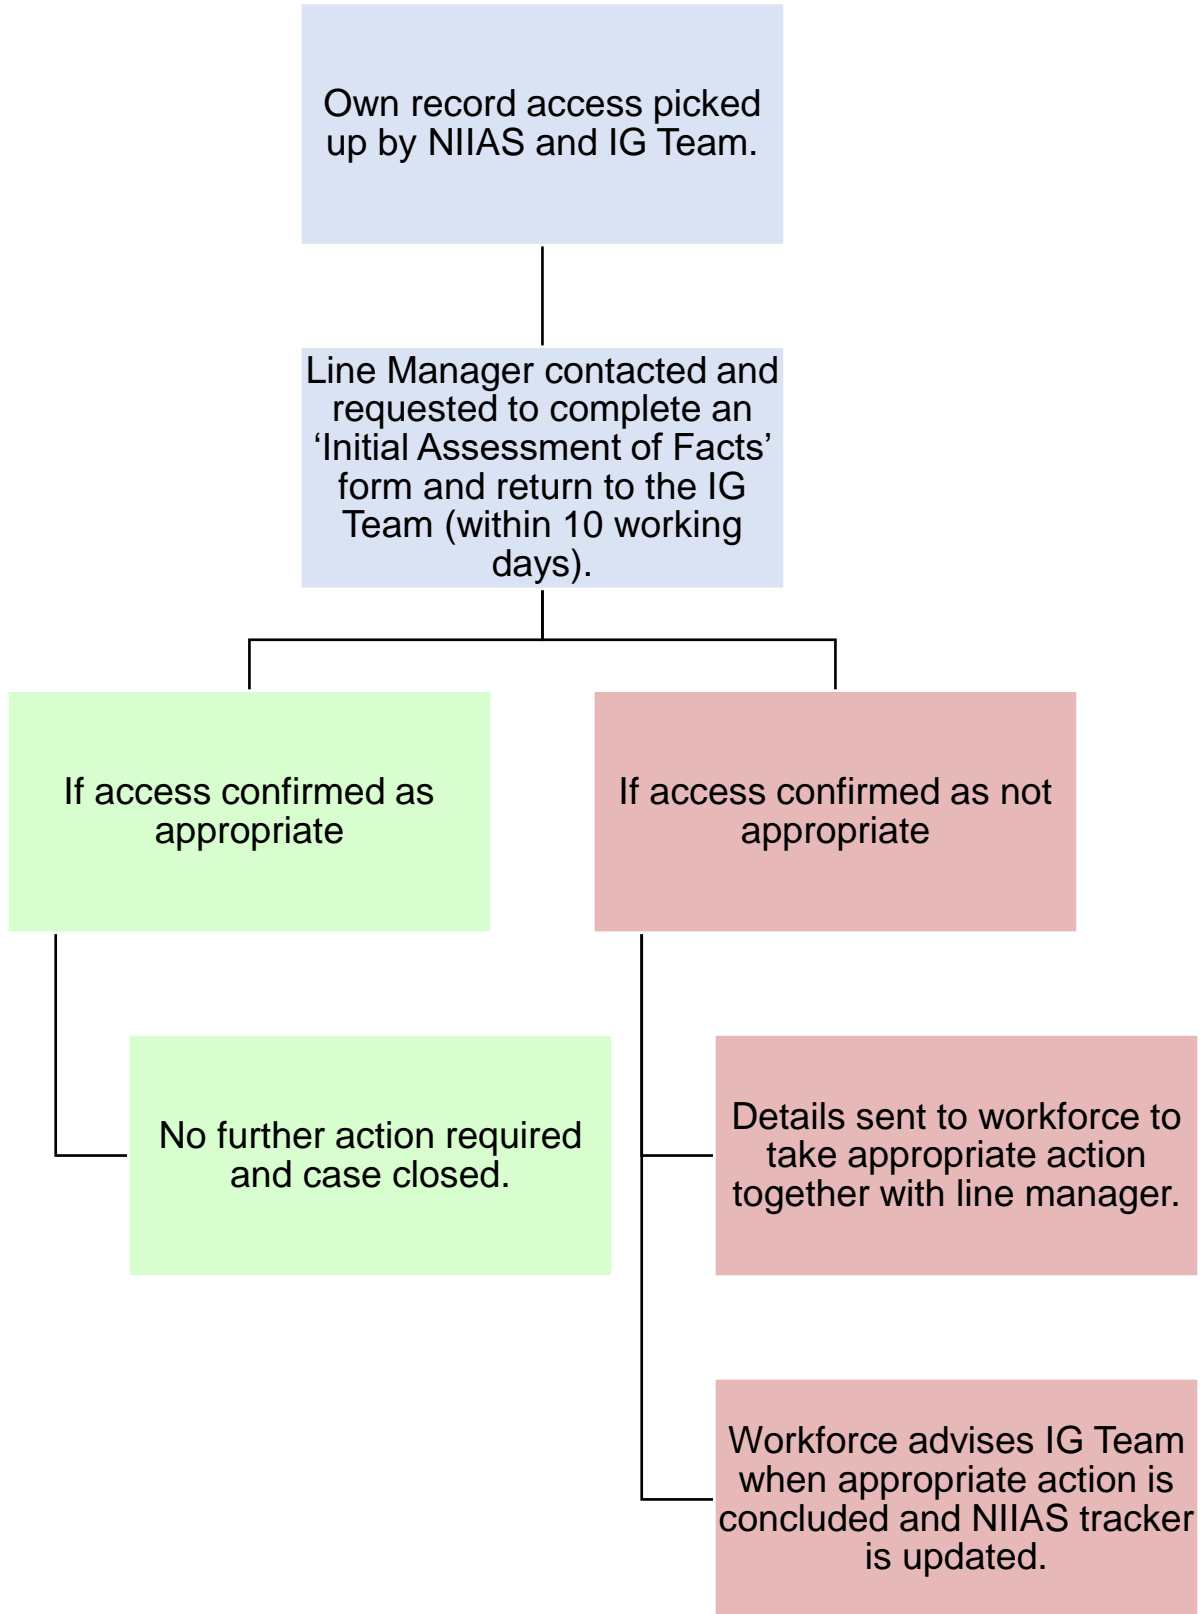 Own record access picked
up by NIIAS and IG Team.
Line Manager contacted and
requested to complete an
‘Initial Assessment of Facts’
form and return to the IG
Team (within 10 working
days).
If access confirmed as
appropriate
If access confirmed as not
appropriate
No further action required
and case closed.
Details sent to workforce to
take appropriate action
together with line manager.
Workforce advises IG Team
when appropriate action is
concluded and NIIAS tracker
is updated.